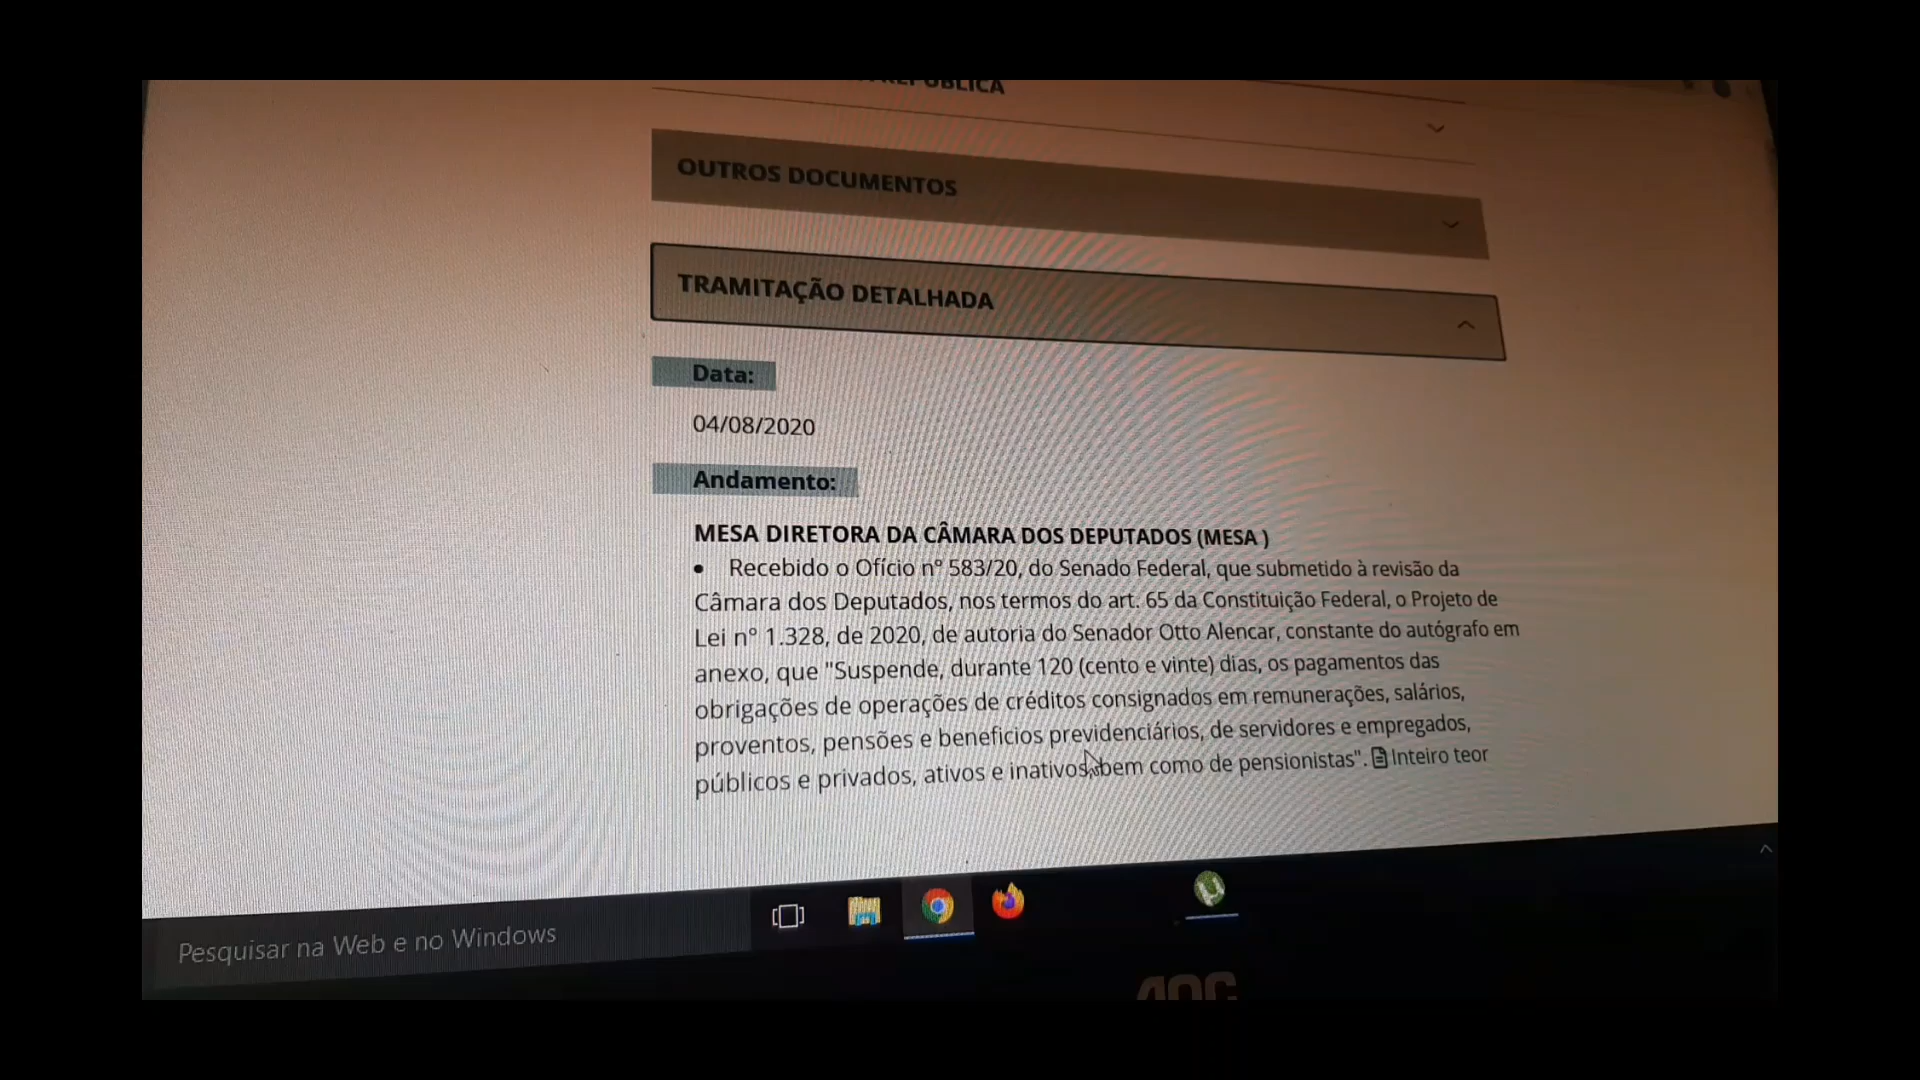 OUTROS DOCUMENTOS
TRAMITAÇÃO DETALHADA
Data:
04/08/2020
Andamento:
MESA DIRETORA DA CÂMARA DOS DEPUTADOS (MESA )
• Recebido o Ofício nº 583/20, do Senado Federal, que submetido à revisão da
Câmara dos Deputados, nos termos do art. 65 da Constituição Federal, o Projeto de
Lei nº 1.328, de 2020, de autoria do Senador Otto Alencar, constante do autógrafo em
anexo, que "Suspende, durante 120 (cento e vinte) dias, os pagamentos das
obrigações de operações de créditos consignados em remunerações, salários,
proventos, pensões e beneficios previdenciários, de servidores e empregados,
públicos e privados, ativos e inativos, bem como de pensionistas". Inteiro teor
Pesquisar na Web e no Windows
AOC